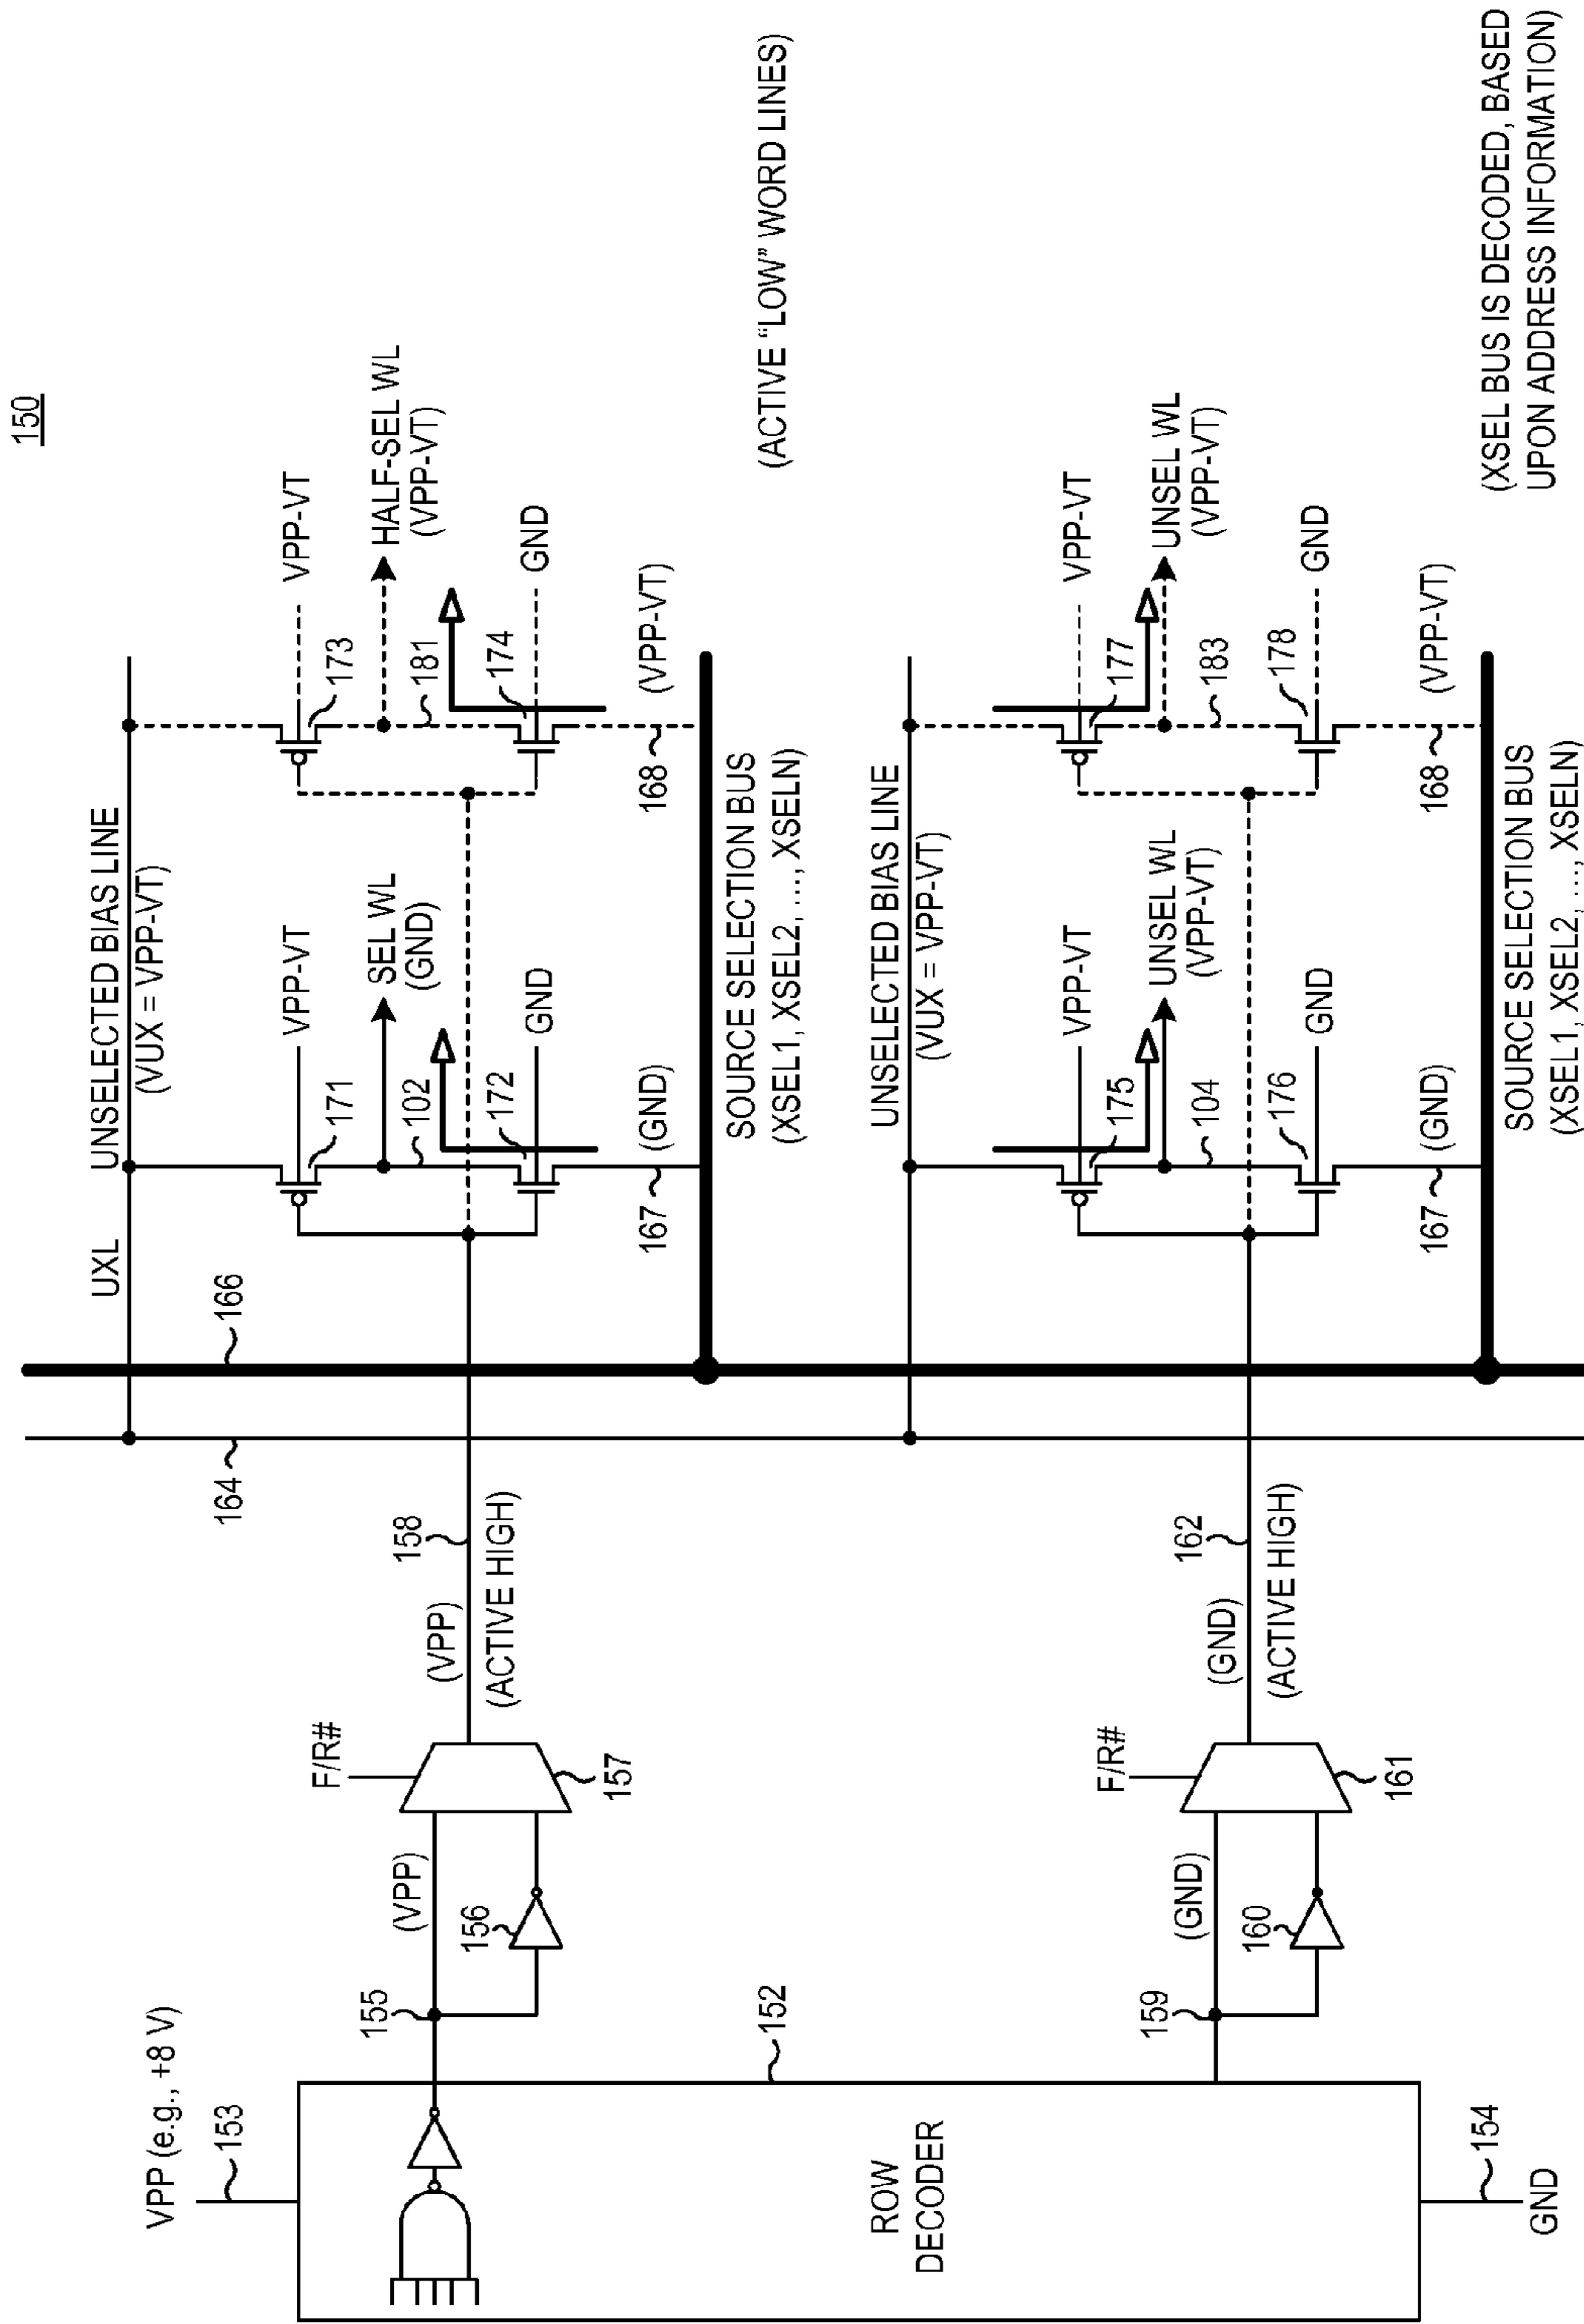 150
VPP (e.g., +8 V)
153
ROW
DECODER
152
154
GND
155
(VPP)
156
F/R#
157
(VPP)
158
(ACTIVE HIGH)
159
(GND)
160
F/R#
161
(GND)
162
(ACTIVE HIGH)
164
166
UXL
UNSELECTED BIAS LINE
(VUX = VPP-VT)
VPP-VT
171
SEL WL
(GND)
102
172
GND
167
(GND)
VPP-VT
173
HALF-SEL WL
(VPP-VT)
181
174
GND
168
(VPP-VT)
SOURCE SELECTION BUS
(XSEL1, XSEL2, ..., XSELN)
(ACTIVE "LOW" WORD LINES)
UNSELECTED BIAS LINE
(VUX = VPP-VT)
VPP-VT
175
UNSEL WL
(VPP-VT)
104
176
GND
167
(GND)
VPP-VT
177
UNSEL WL
(VPP-VT)
183
178
GND
168
(VPP-VT)
SOURCE SELECTION BUS
(XSEL1, XSEL2, ..., XSELN)
(XSEL BUS IS DECODED, BASED
UPON ADDRESS INFORMATION)